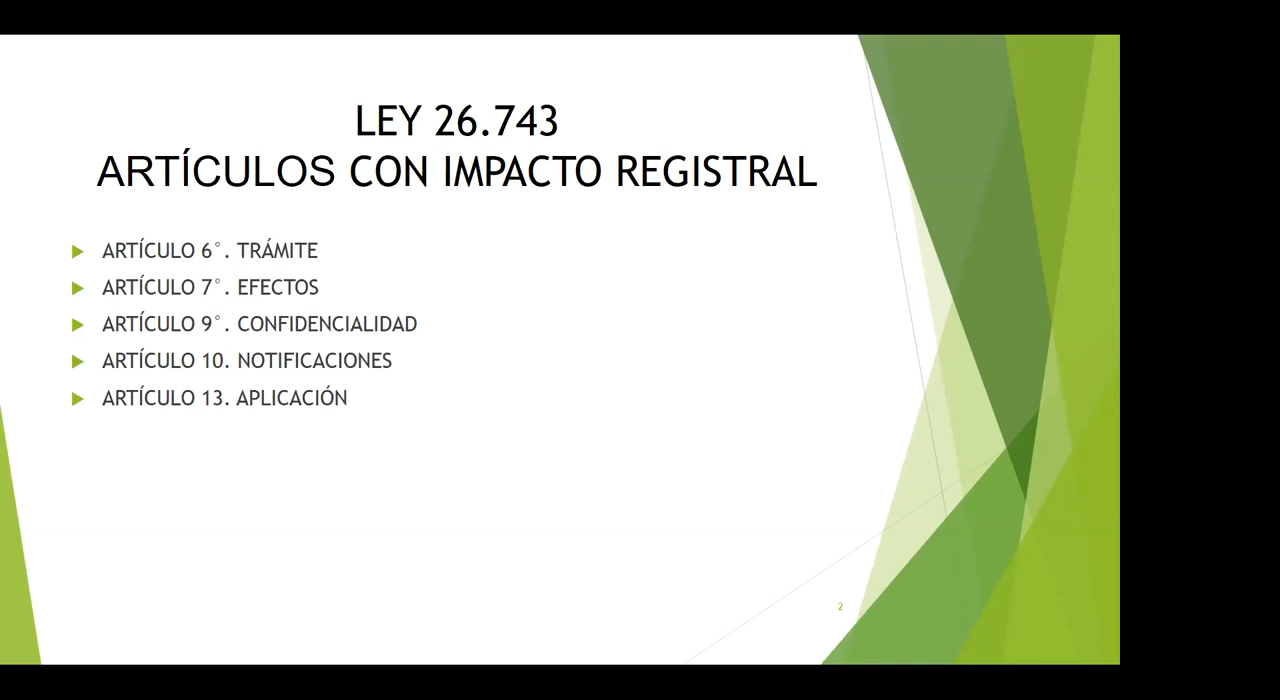 LEY 26.743
ARTÍCULOS CON IMPACTO REGISTRAL
ARTÍCULO 6°. TRÁMITE
ARTÍCULO 7°. EFECTOS
ARTÍCULO 9°. CONFIDENCIALIDAD
ARTÍCULO 10. NOTIFICACIONES
ARTÍCULO 13. APLICACIÓN
2